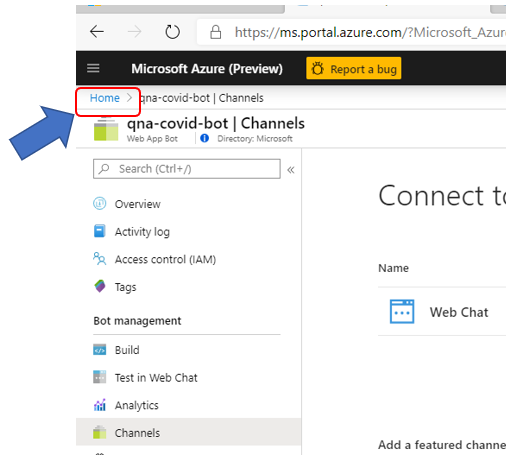 https://ms.portal.azure.com/?Microsoft_Azur
Microsoft Azure (Preview) Report a bug
Home > qna-covid-bot | Channels
qna-covid-bot | Channels
Web App Bot Directory: Microsoft
Search (Ctrl+/) «
Overview
Activity log
Access control (IAM)
Tags
Bot management
Build
Test in Web Chat
Analytics
Channels
Connect to
Name
Web Chat
Add a featured channe